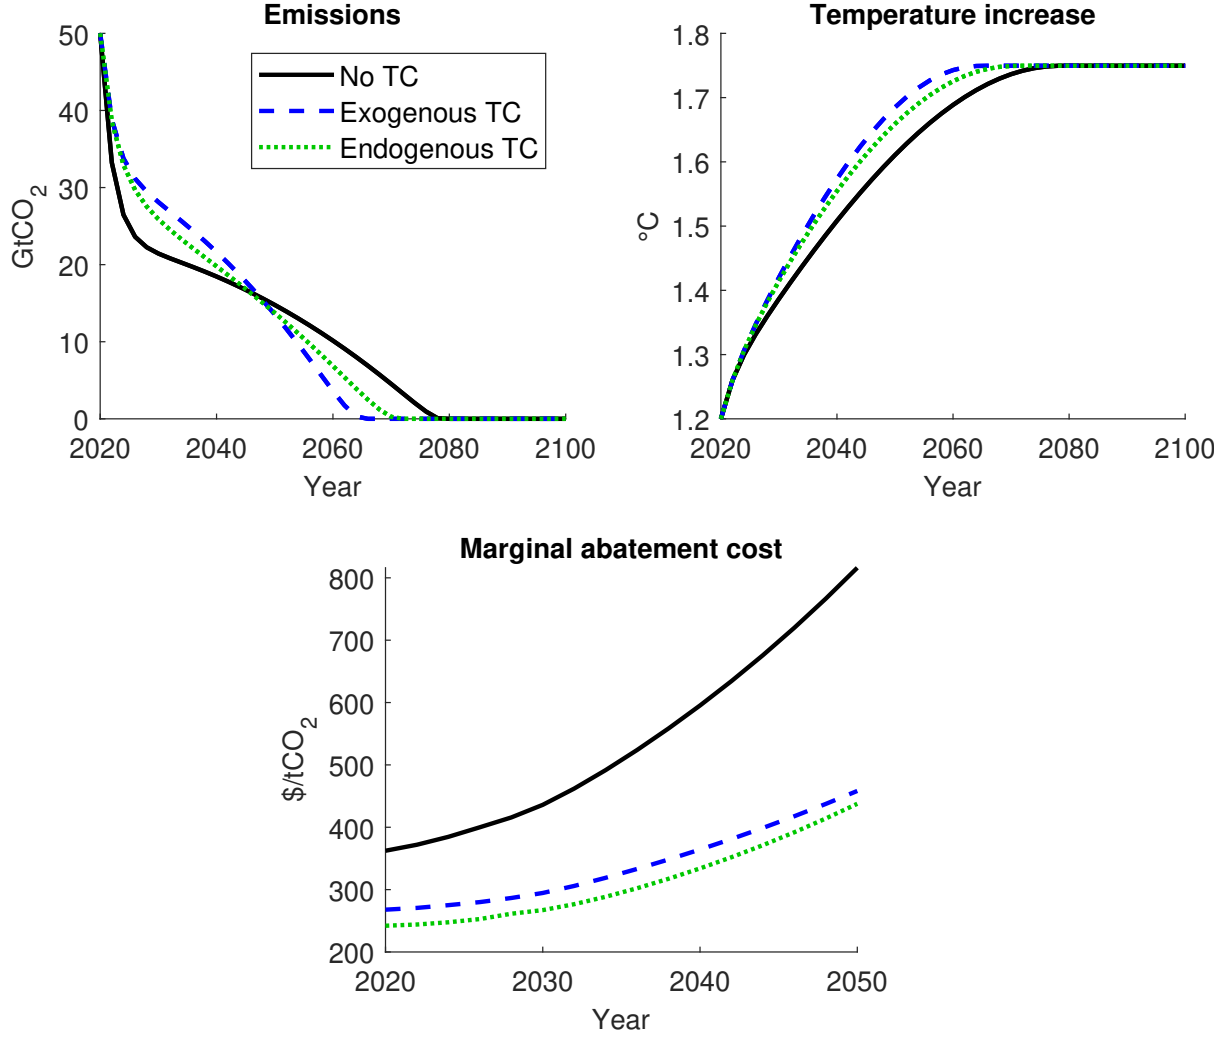 Emissions
50
40
30
20
10
0
GtCO2
2020 2040 2060 2080 2100
Year
No TC
Exogenous TC
Endogenous TC
Temperature increase
1.8
1.7
1.6
1.5
1.4
1.3
1.2
°C
2020 2040 2060 2080 2100
Year
Marginal abatement cost
800
700
600
500
400
300
200
$/tCO2
2020 2030 2040 2050
Year